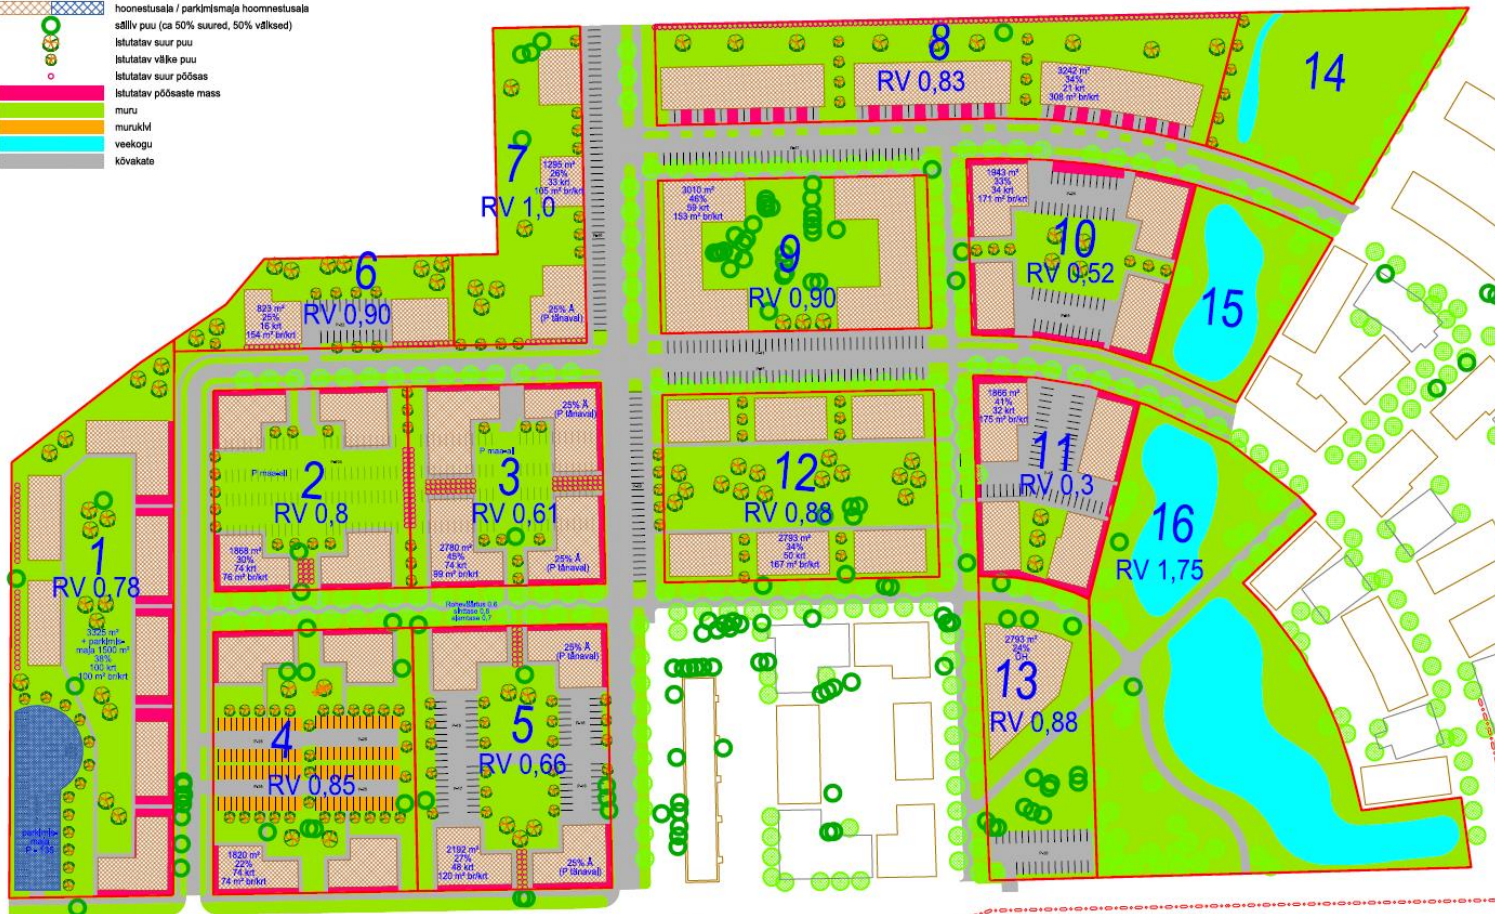 hoonestusala / parkimismaja hoomnestusala
säiliv puu (ca 50% suured, 50% väiksed)
istutatav suur puu
istutatav väike puu
istutatav suur põõsas
istutatav põõsaste mass
muru
murukivi
veekogu
kõvakate
8
RV 0,83
3242 m²
34%
21 krt
308 m² br/krt
14
7
1295 m²
26%
33 krt
105 m² br/krt
RV 1,0
25% Ä
(P tänaval)
6
RV 0,90
823 m²
25%
16 krt
154 m² br/krt
3010 m²
46%
59 krt
153 m² br/krt
9
RV 0,90
1943 m²
33%
34 krt
171 m² br/krt
10
RV 0,52
15
2
RV 0,8
P maa-all
1868 m²
30%
74 krt
76 m² br/krt
25% Ä
(P tänaval)
P maa-all
3
RV 0,61
2780 m²
45%
74 krt
99 m² br/krt
25% Ä
(P tänaval)
12
RV 0,88
2793 m²
34%
50 krt
167 m² br/krt
1866 m²
41%
32 krt
175 m² br/krt
11
RV 0,3
16
RV 1,75
1
RV 0,78
3325 m²
+ parkimis-
maja 1500 m²
38%
100 krt
100 m² br/krt
parkimis-
maja
4
RV 0,85
1820 m²
22%
74 krt
74 m² br/krt
25% Ä
(P tänaval)
5
RV 0,66
2192 m²
27%
48 krt
120 m² br/krt
25% Ä
(P tänaval)
2793 m²
24%
ÜH
13
RV 0,88